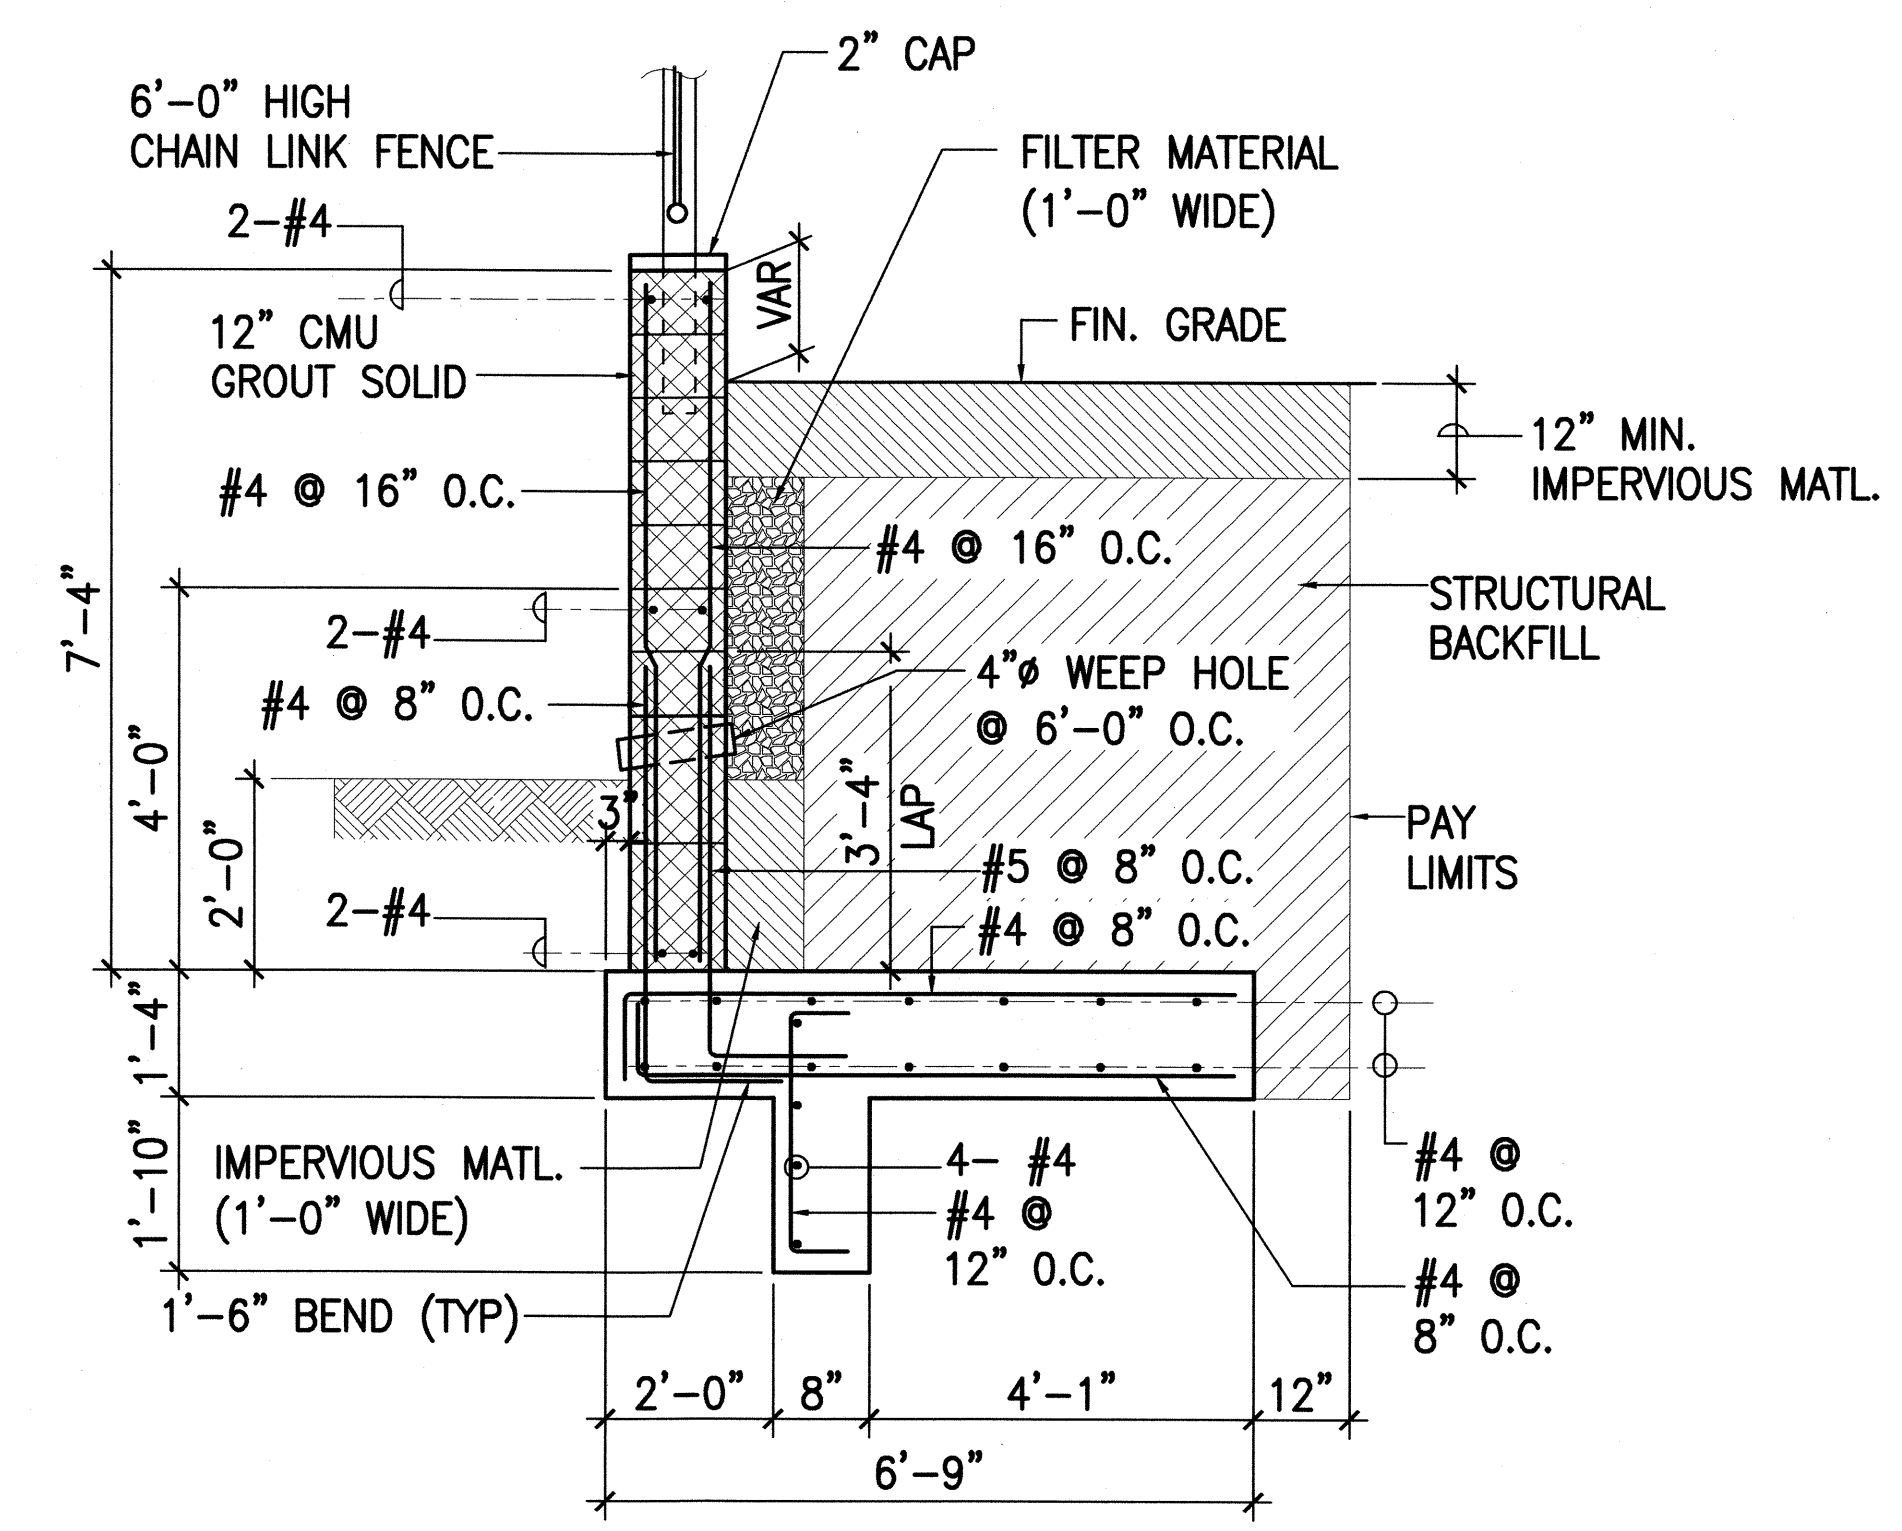 2” CAP
6’-0” HIGH
CHAIN LINK FENCE
FILTER MATERIAL
(1’-0” WIDE)
2-#4
VAR
12” CMU
GROUT SOLID
FIN. GRADE
12” MIN.
IMPERVIOUS MATL.
#4 @ 16” O.C.
#4 @ 16” O.C.
STRUCTURAL
BACKFILL
7’-4”
2-#4
4”ø WEEP HOLE
@ 6’-0” O.C.
#4 @ 8” O.C.
4’-0”
3”
3’-4”
LAP
PAY
LIMITS
2’-0”
#5 @ 8” O.C.
2-#4
#4 @ 8” O.C.
1’-4”
1’-10”
IMPERVIOUS MATL.
(1’-0” WIDE)
4- #4
#4 @
12” O.C.
#4 @
12” O.C.
1’-6” BEND (TYP)
#4 @
8” O.C.
2’-0”
8”
4’-1”
12”
6’-9”